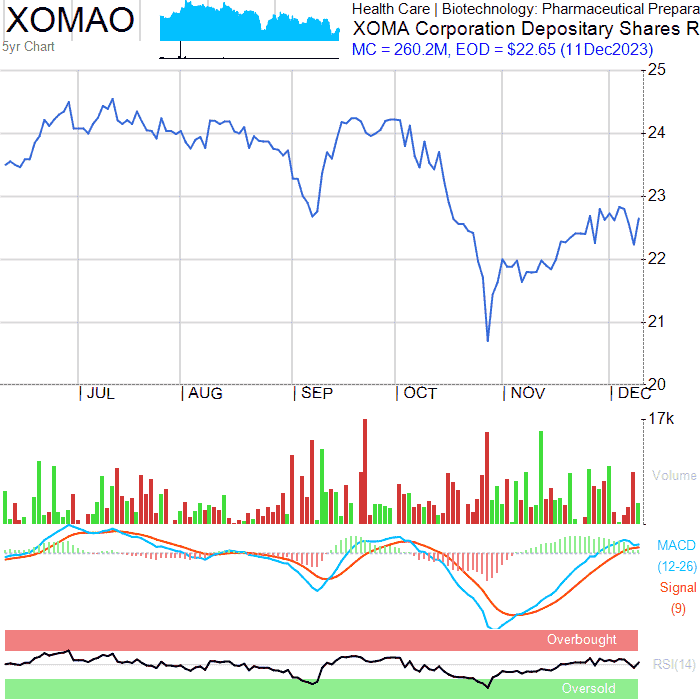 XOMAO
Health Care | Biotechnology: Pharmaceutical Prepara
XOMA Corporation Depositary Shares R
5yr Chart
MC = 260.2M, EOD = $22.65 (11Dec2023)
25
24
23
22
21
20
JUL
AUG
SEP
OCT
NOV
DEC
17k
Volume
MACD
(12-26)
Signal
(9)
Overbought
RSI(14)
Oversold